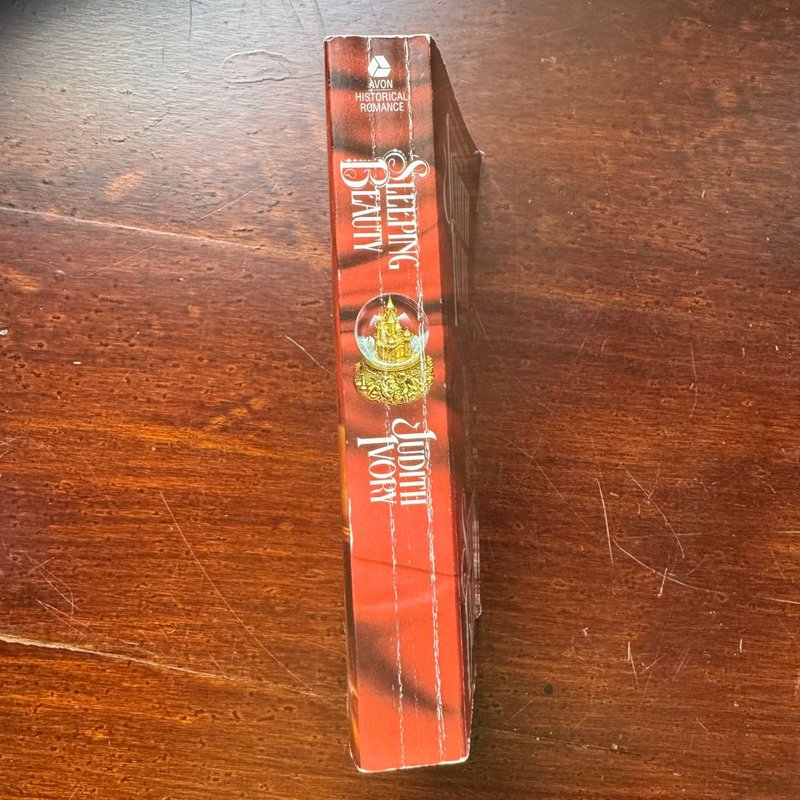 AVON
HISTORICAL
ROMANCE
SLEEPING
BEAUTY
JUDITH
IVORY